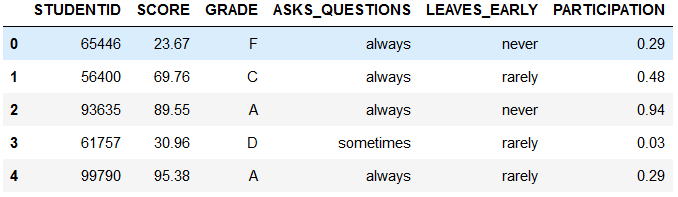 STUDENTID SCORE GRADE ASKS_QUESTIONS LEAVES_EARLY PARTICIPATION
0 65446 23.67 F always never 0.29
1 56400 69.76 C always rarely 0.48
2 93635 89.55 A always never 0.94
3 61757 30.96 D sometimes rarely 0.03
4 99790 95.38 A always rarely 0.29